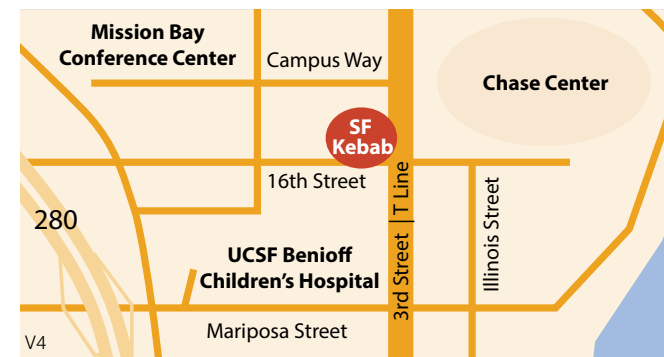 Mission Bay
Conference Center
Campus Way
Chase Center
SF
Kebab
16th Street
280
3rd Street | T Line
Illinois Street
UCSF Benioff
Children's Hospital
Mariposa Street
V4